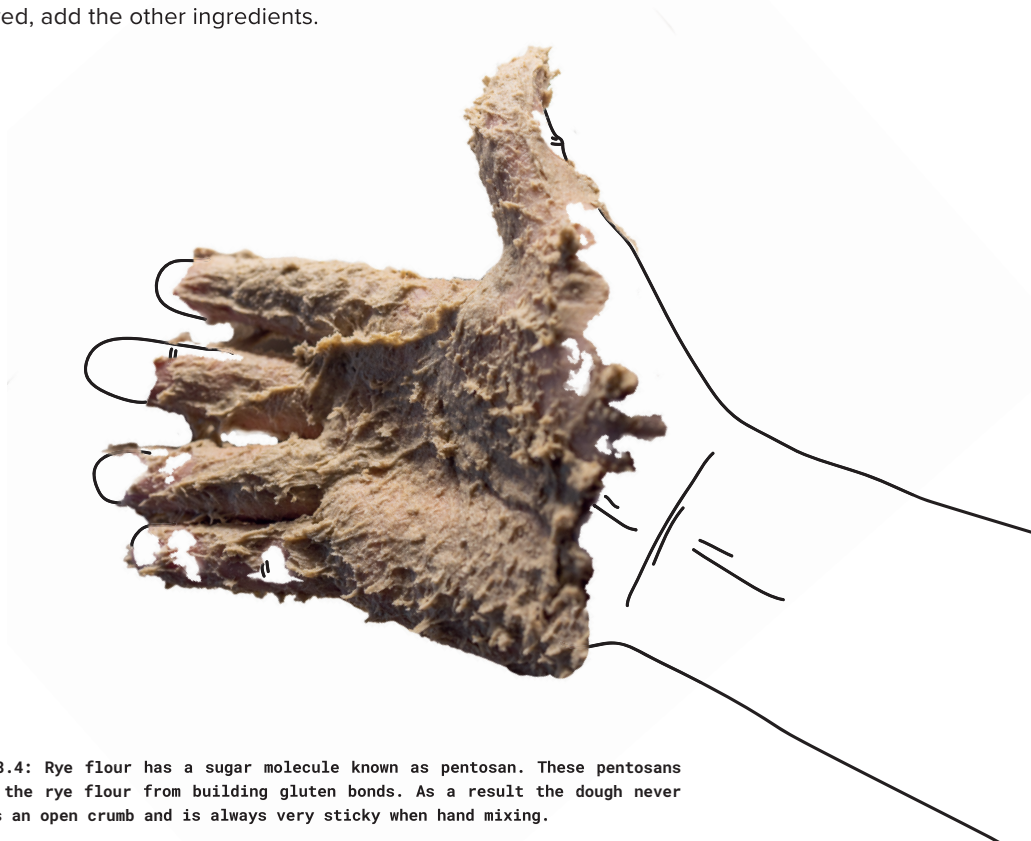 ed, add the other ingredients.
3.4: Rye flour has a sugar molecule known as pentosan. These pentosans
the rye flour from building gluten bonds. As a result the dough never
s an open crumb and is always very sticky when hand mixing.